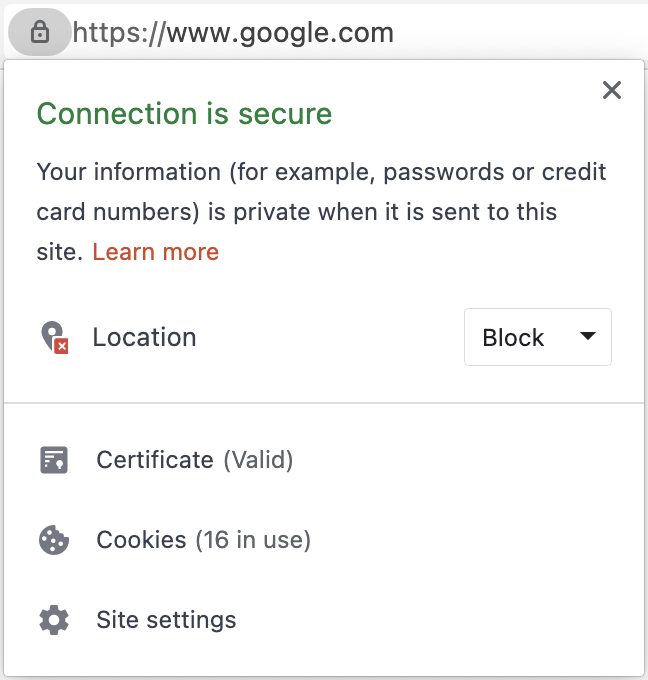 https://www.google.com
Connection is secure
Your information (for example, passwords or credit
card numbers) is private when it is sent to this
site. Learn more
Location
Block
Certificate (Valid)
Cookies (16 in use)
Site settings